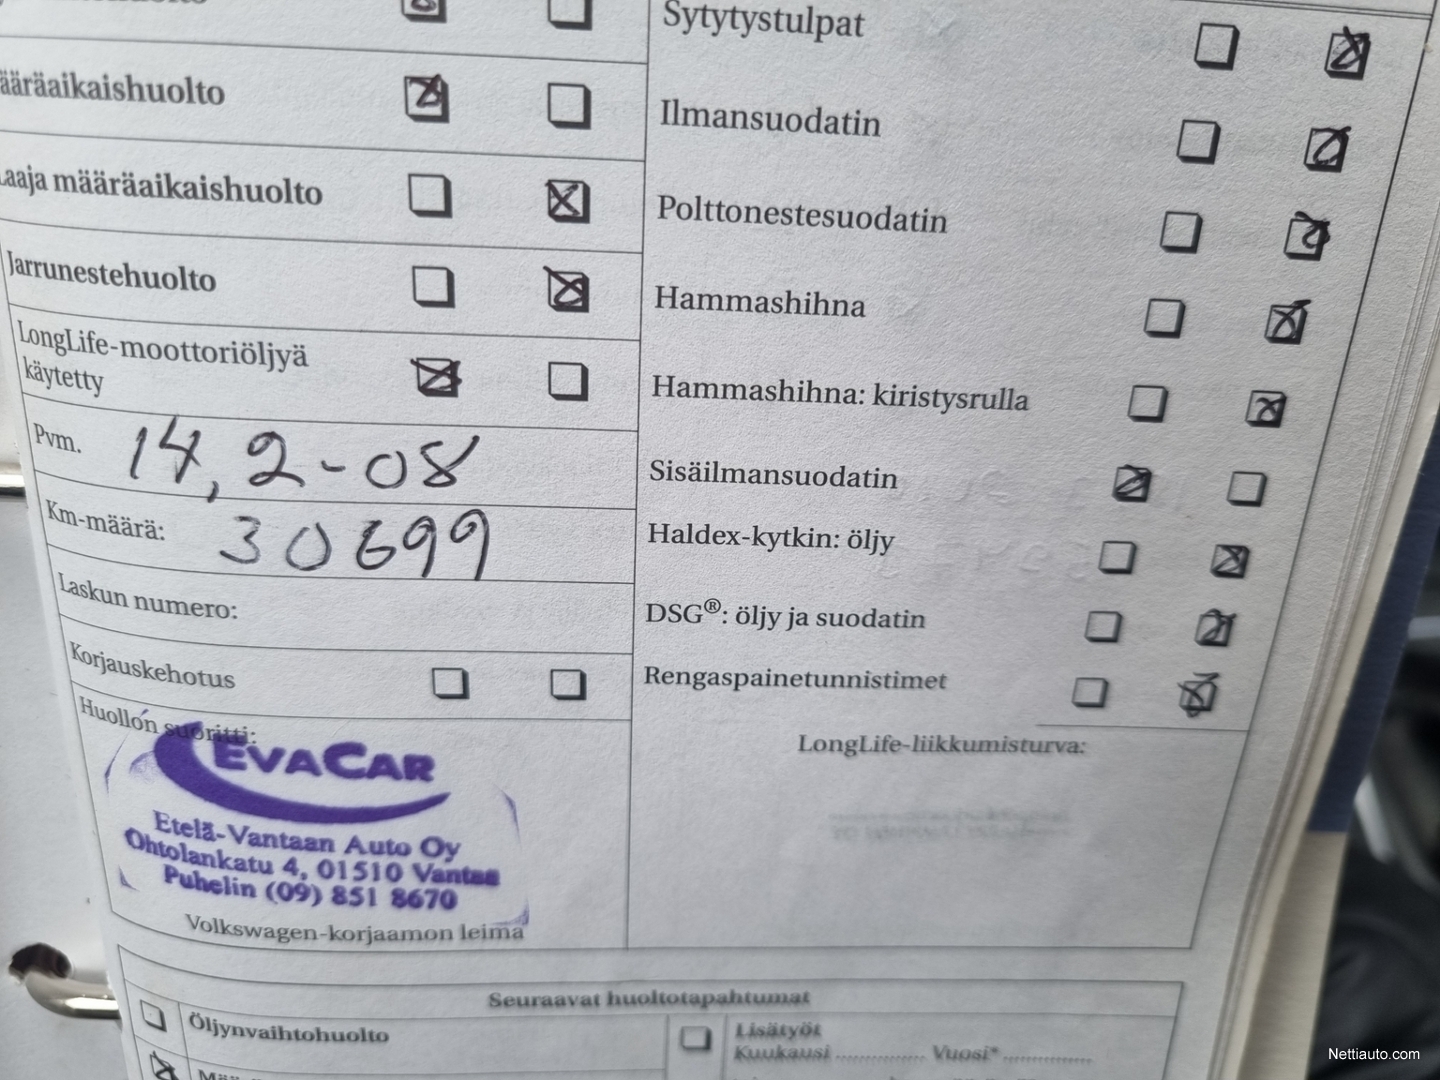 ääräaikaishuolto
Laaja määräaikaishuolto
Jarrunestehuolto
LongLife-moottoriöljyä
käytetty
Pvm. 14,2-08
Km-määrä: 30699
Laskun numero:
Korjauskehotus
Huollon suoritti:
EVACAR
Etelä-Vantaan Auto Oy
Ohtolankatu 4, 01510 Vantaa
Puhelin (09) 851 8670
Volkswagen-korjaamon leima
Sytytystulpat
Ilmansuodatin
Polttonestesuodatin
Hammashihna
Hammashihna: kiristysrulla
Sisäilmansuodatin
Haldex-kytkin: öljy
DSG®: öljy ja suodatin
Rengaspainetunnistimet
LongLife-liikkumisturva:
Seuraavat huoltotapahtumat
Öljynvaihtohuolto
Lisätyöt
Kuukausi .............. Vuosi* ..............
Nettiauto.com